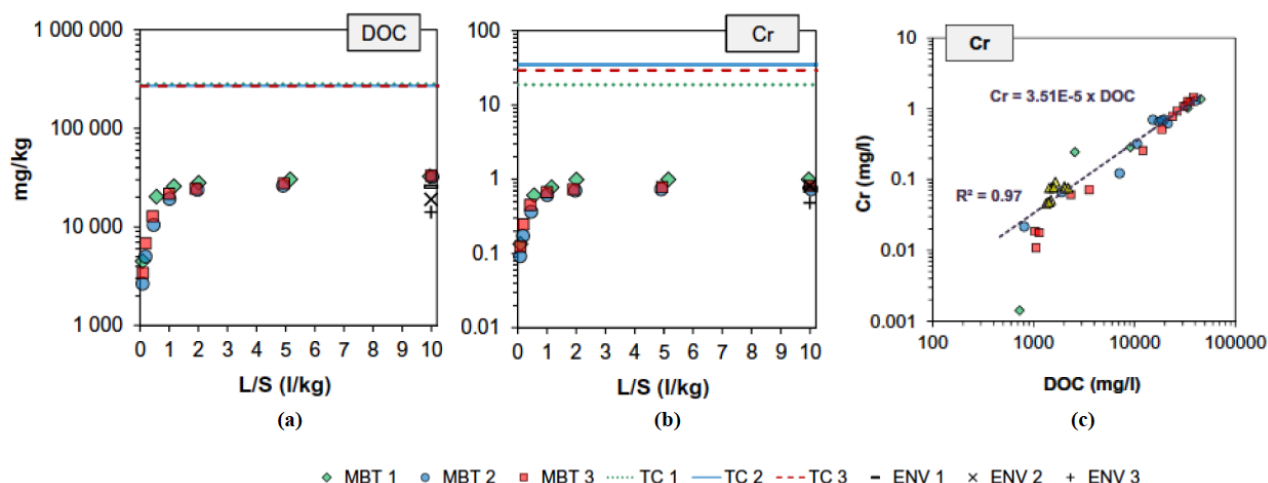 DOC
1 000 000
100 000
10 000
1 000
mg/kg
0 1 2 3 4 5 6 7 8 9 10
L/S (l/kg)
(a)
Cr
100
10
1
0.1
0.01
0 1 2 3 4 5 6 7 8 9 10
L/S (l/kg)
(b)
Cr
10
1
0.1
0.01
0.001
Cr (mg/l)
Cr = 3.51E-5 x DOC
R² = 0.97
100 1000 10000 100000
DOC (mg/l)
(c)
MBT 1 MBT 2 MBT 3 TC 1 TC 2 TC 3 ENV 1 ENV 2 ENV 3